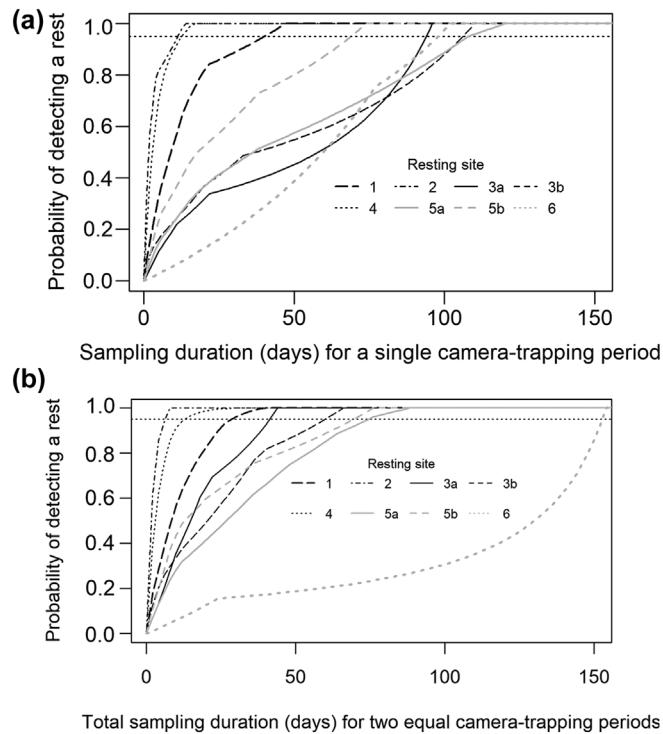 (a)
Probability of detecting a rest
1.0
0.8
0.6
0.4
0.2
0.0
Resting site
1 2 3a 3b
4 5a 5b 6
0 50 100 150
Sampling duration (days) for a single camera-trapping period
(b)
Probability of detecting a rest
1.0
0.8
0.6
0.4
0.2
0.0
Resting site
1 2 3a 3b
4 5a 5b 6
0 50 100 150
Total sampling duration (days) for two equal camera-trapping periods